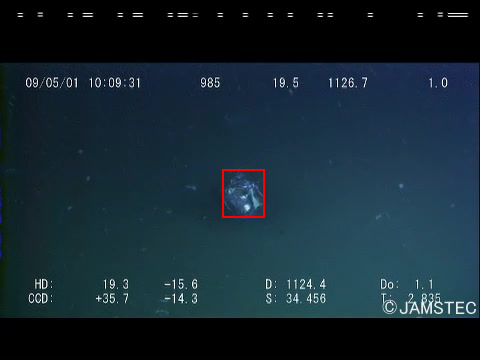 09/05/01 10:09:31 985 19.5 1126.7 1.0
HD: 19.3 -15.6 D: 1124.4 Do: 1.1
CCD: +35.7 -14.3 S: 34.456 T: 2.835
©JAMSTEC